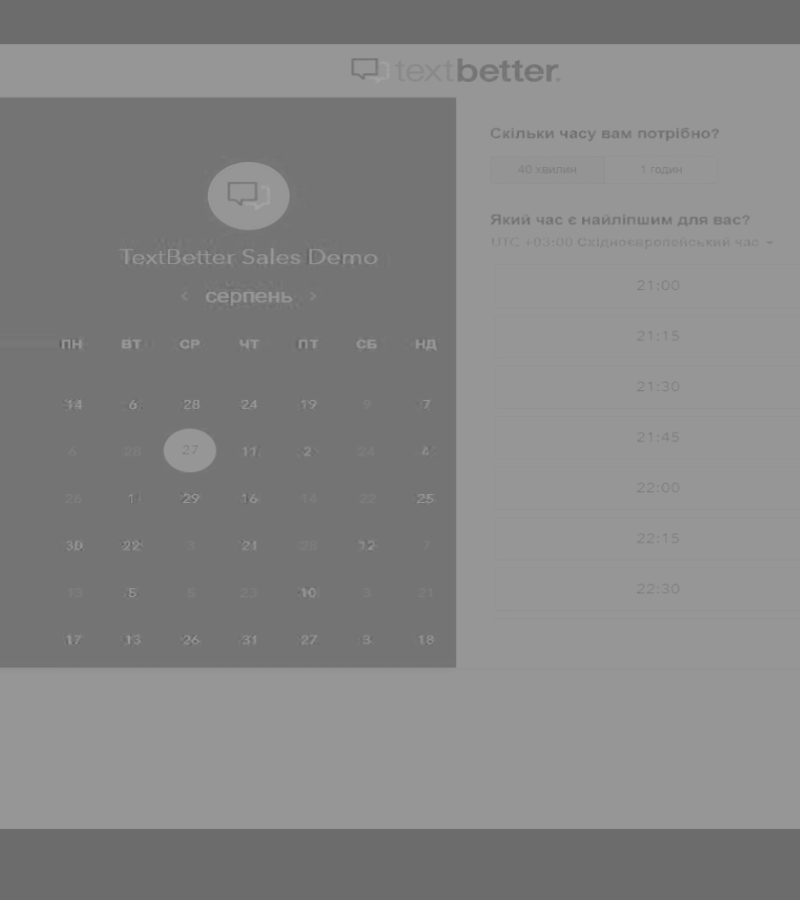 textbetter.
TextBetter Sales Demo
‹ серпень ›
ПН ВТ СР ЧТ ПТ СБ НД
14 6 28 24 19 9 7
6 28 27 11 2 24 4
26 1 29 16 14 22 25
30 22 3 21 28 12 7
13 5 5 23 10 3 21
17 13 26 31 27 3 18
Скільки часу вам потрібно?
40 хвилин 1 годин
Який час є найліпшим для вас?
UTC +03:00 Східноєвропейський час
21:00
21:15
21:30
21:45
22:00
22:15
22:30